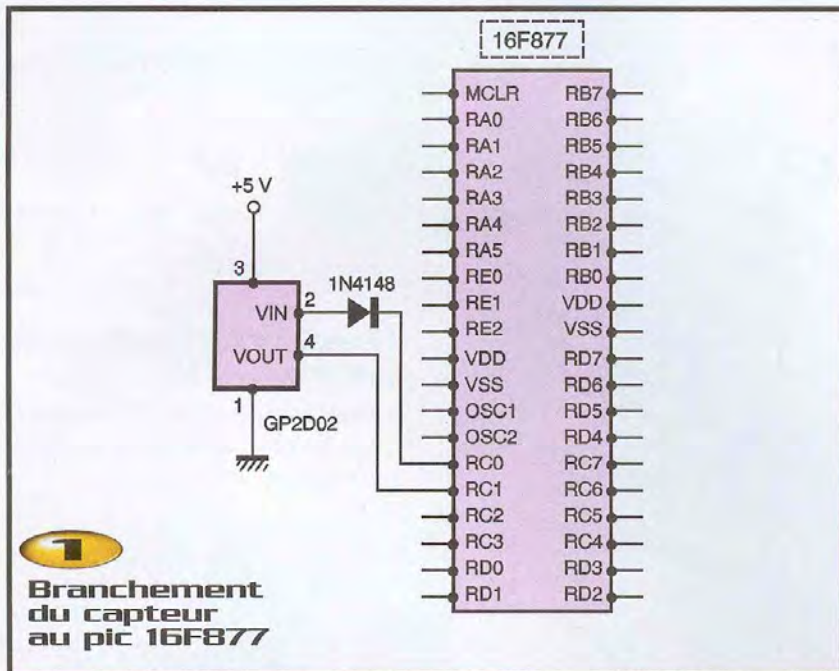 16F877
MCLR RB7
RA0 RB6
RA1 RB5
RA2 RB4
RA3 RB3
RA4 RB2
RA5 RB1
RE0 RB0
RE1 VDD
RE2 VSS
VDD RD7
VSS RD6
OSC1 RD5
OSC2 RD4
RC0 RC7
RC1 RC6
RC2 RC5
RC3 RC4
RD0 RD3
RD1 RD2
+5 V
3
1N4148
VIN 2
VOUT 4
1
GP2D02
1
Branchement
du capteur
au pic 16F877